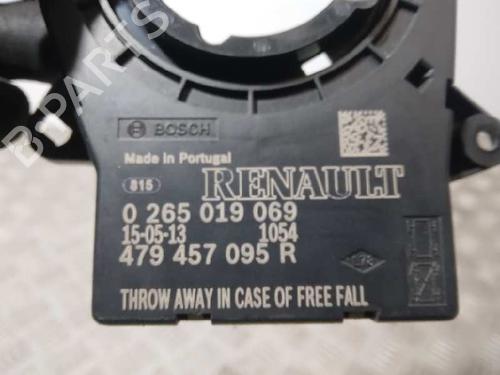 B PARTS
BOSCH
Made in Portugal
815
RENAULT
0 265 019 069
15-05-13 1054
479 457 095 R
THROW AWAY IN CASE OF FREE FALL